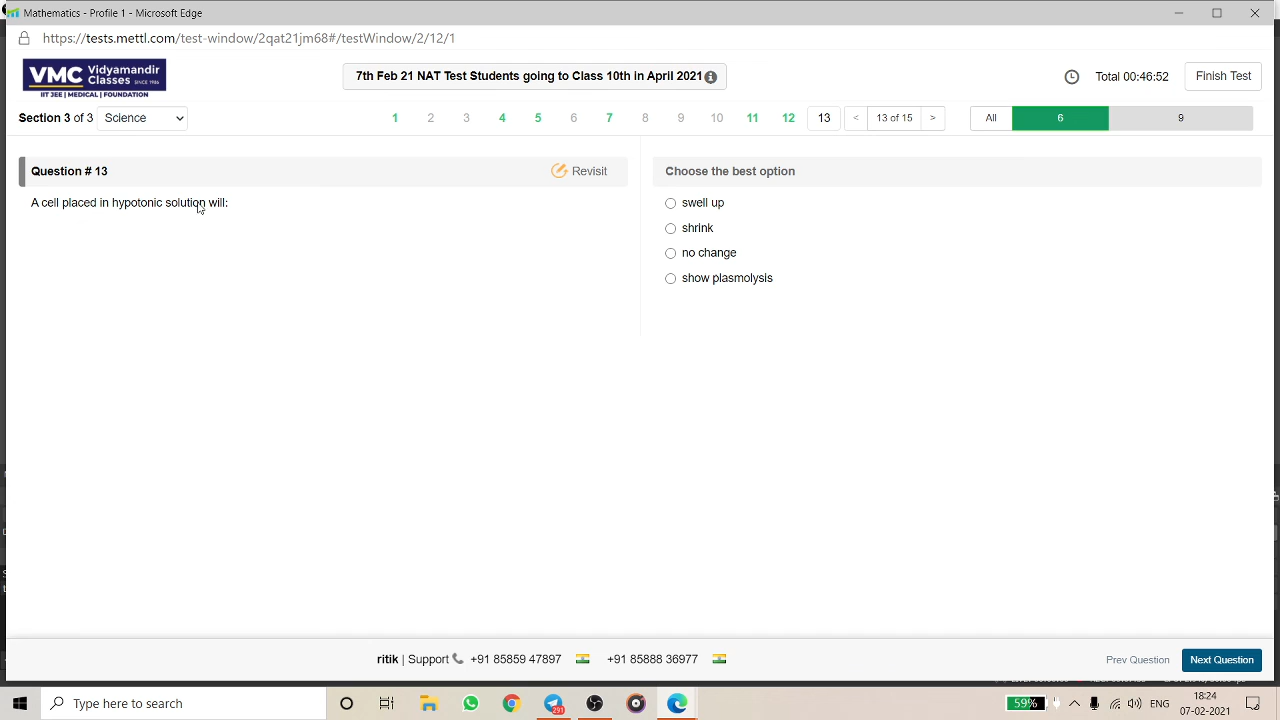 Mathematics - Profile 1 - Microsoft Edge
https://tests.mettl.com/test-window/2qat21jm68#/testWindow/2/12/1
VMC Vidyamandir Classes SINCE 1986
IIT JEE | MEDICAL | FOUNDATION
7th Feb 21 NAT Test Students going to Class 10th in April 2021
Total 00:46:52
Finish Test
Section 3 of 3 Science
1 2 3 4 5 6 7 8 9 10 11 12 13
< 13 of 15 >
All 6 9
Question # 13
Revisit
A cell placed in hypotonic solution will:
Choose the best option
swell up
shrink
no change
show plasmolysis
ritik | Support +91 85859 47897 +91 85888 36977
Prev Question
Next Question
Type here to search
291
59%
ENG
18:24
07-02-2021